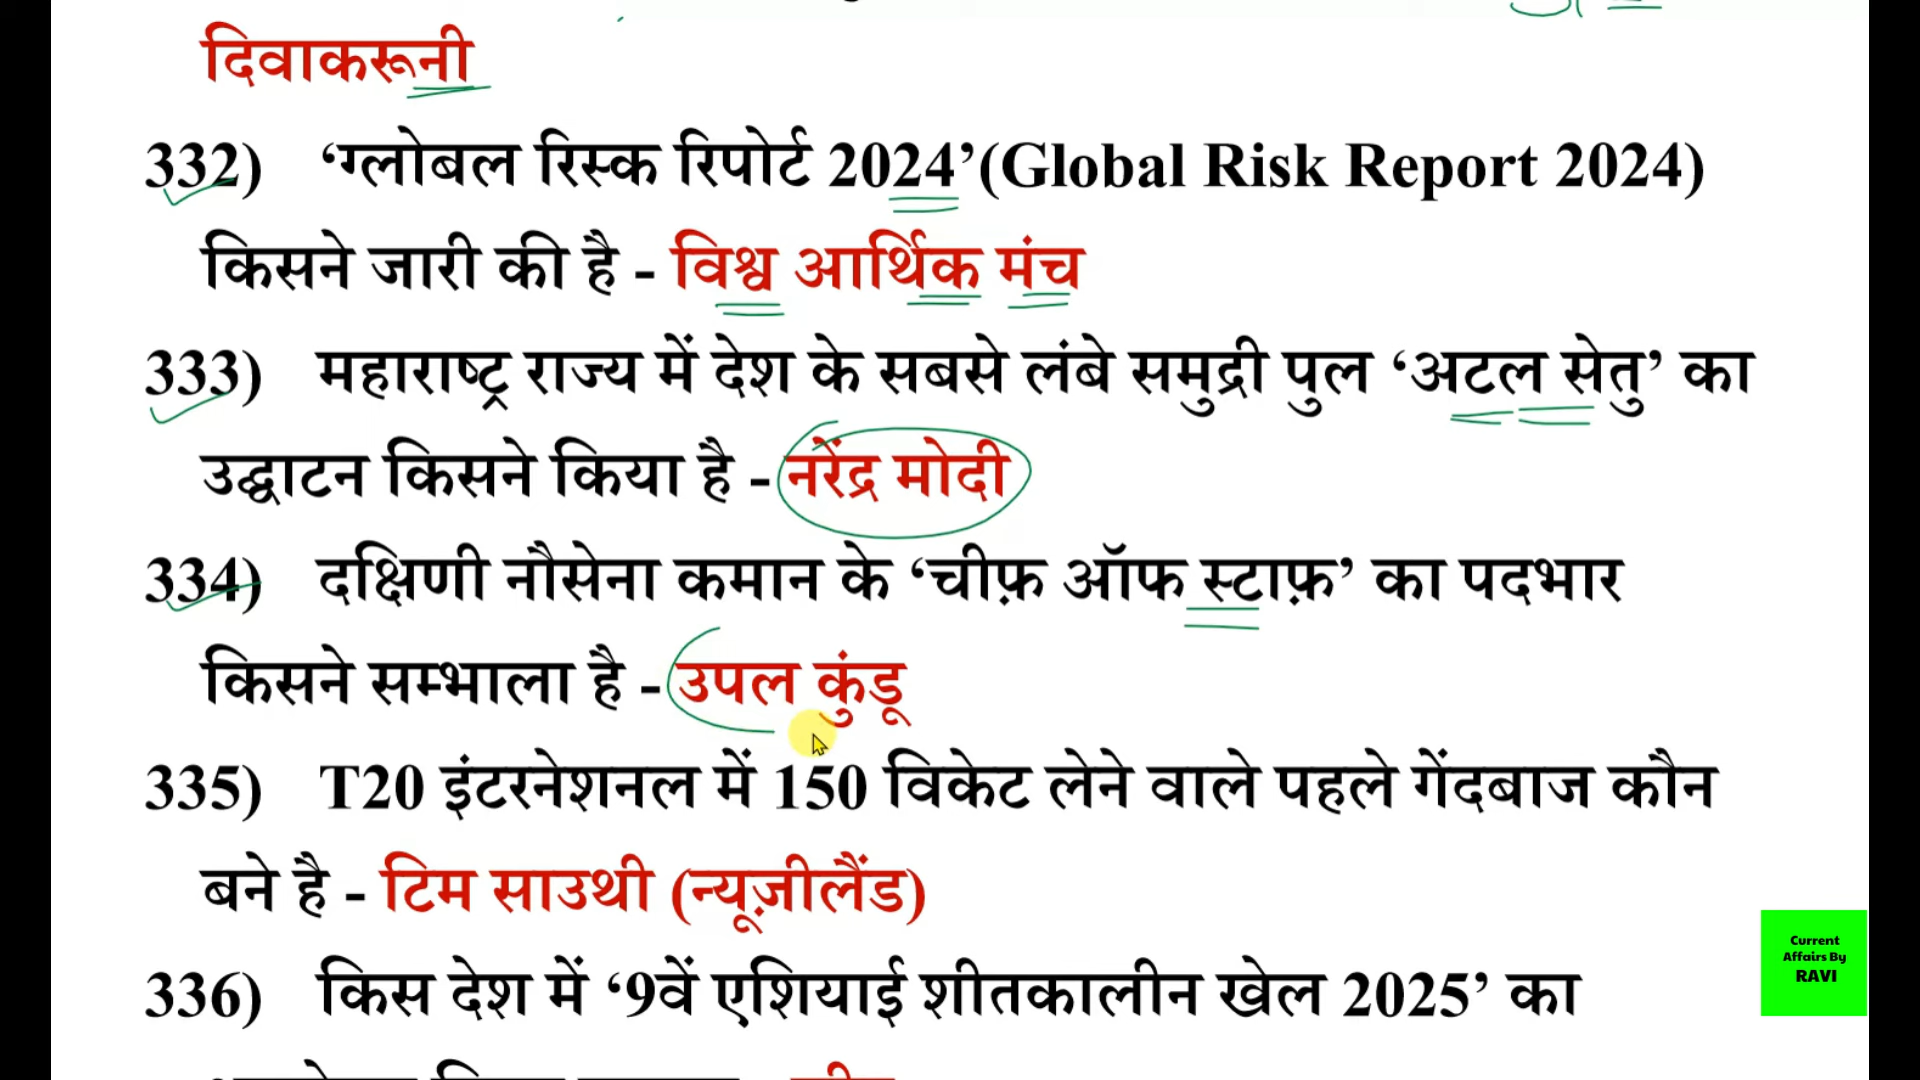 दिवाकरूनी
332) ‘ग्लोबल रिस्क रिपोर्ट 2024’(Global Risk Report 2024)
किसने जारी की है - विश्व आर्थिक मंच
333) महाराष्ट्र राज्य में देश के सबसे लंबे समुद्री पुल ‘अटल सेतु’ का
उद्घाटन किसने किया है - नरेंद्र मोदी
334) दक्षिणी नौसेना कमान के ‘चीफ़ ऑफ स्टाफ़’ का पदभार
किसने सम्भाला है - उपल कुंडू
335) T20 इंटरनेशनल में 150 विकेट लेने वाले पहले गेंदबाज कौन
बने है - टिम साउथी (न्यूज़ीलैंड)
336) किस देश में ‘9वें एशियाई शीतकालीन खेल 2025’ का
Current
Affairs By
RAVI